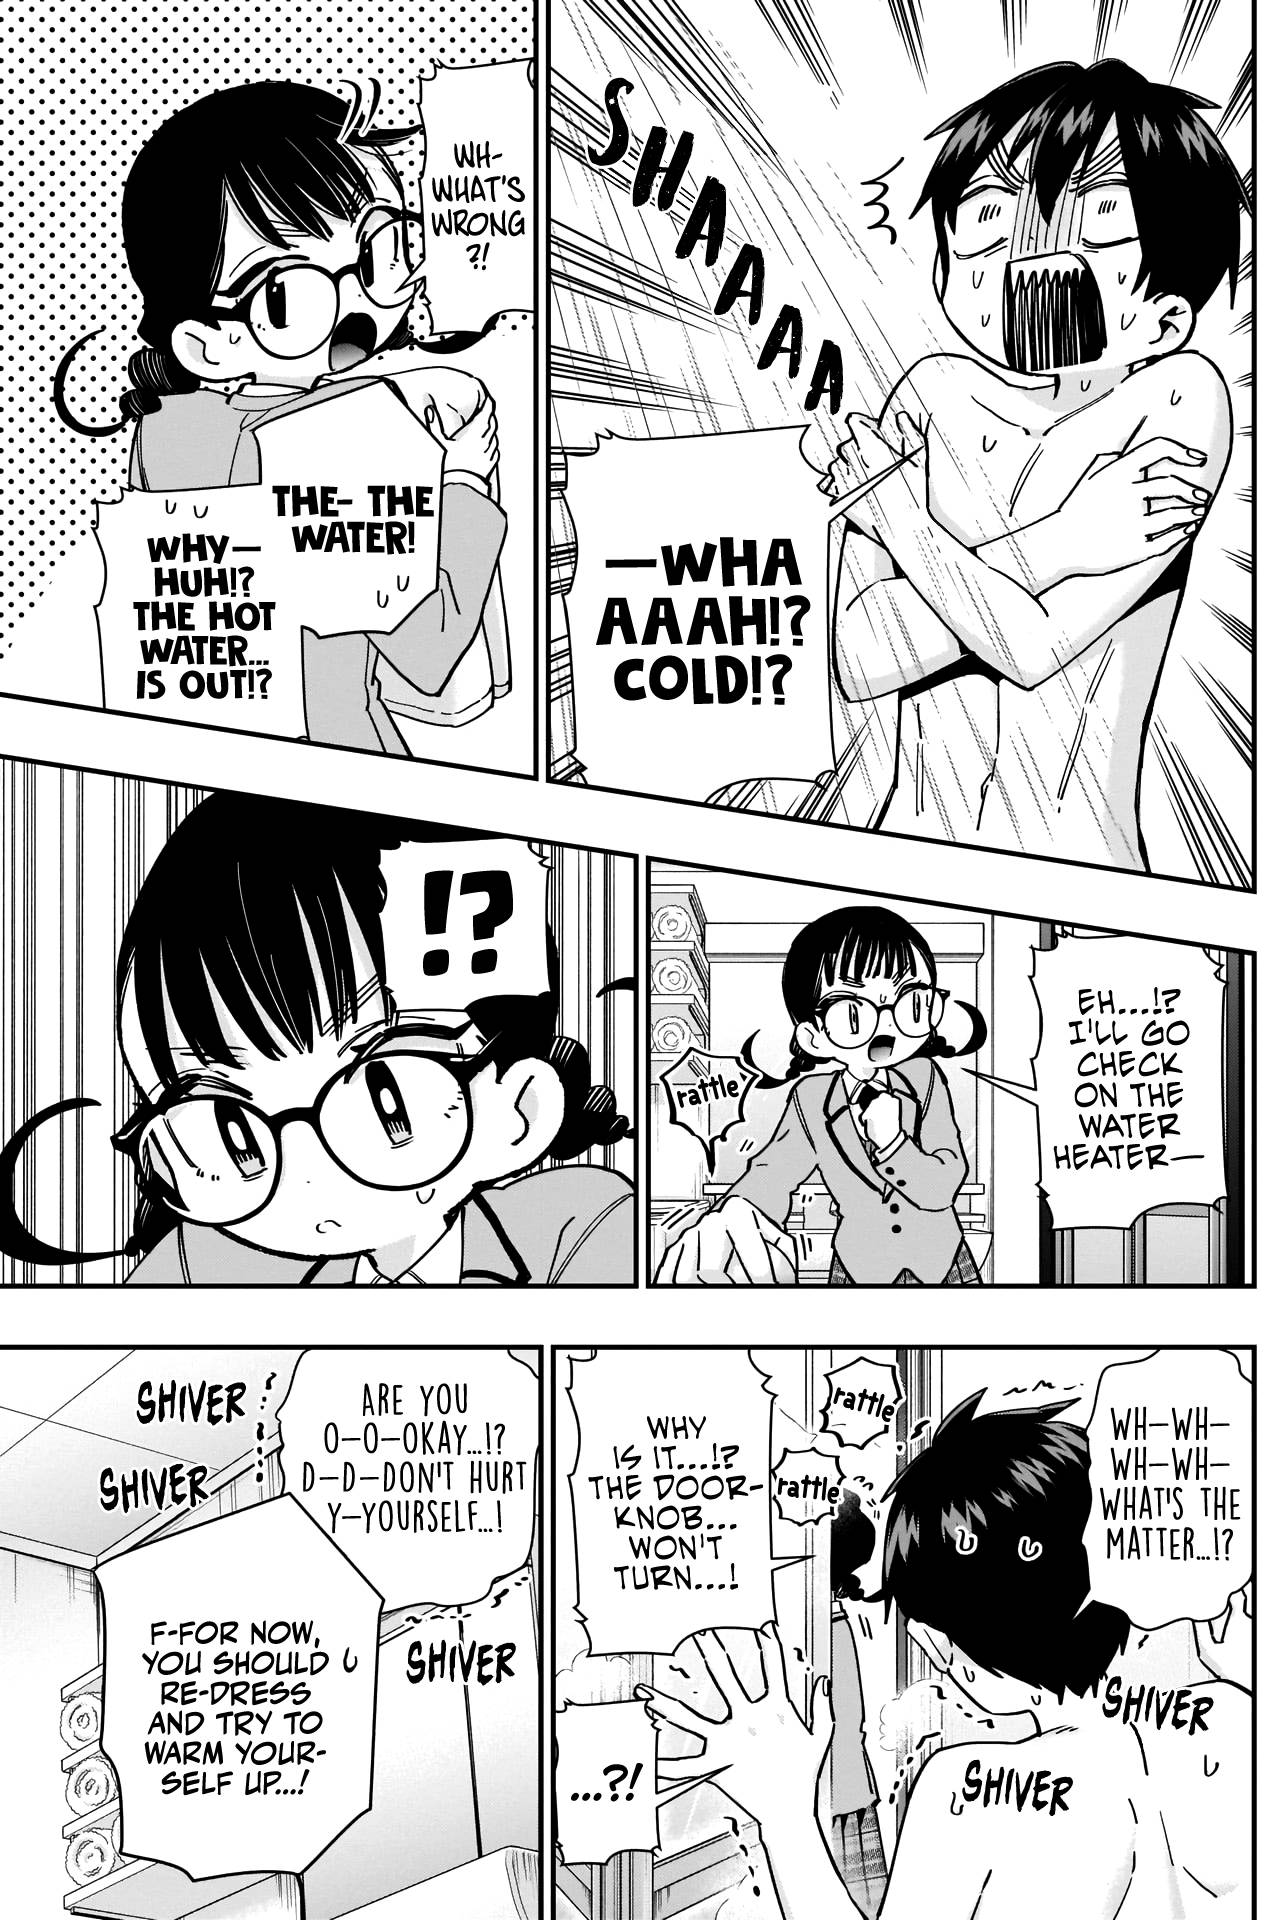 SHAAAAA
—WHA
AAAH!?
COLD!?
WH-
WHAT'S
WRONG
?!
THE- THE
WATER!
WHY—
HUH!?
THE HOT
WATER...
IS OUT!?
EH...!?
I'LL GO
CHECK
ON THE
WATER
HEATER—
rattle
!?
WH-WH-
WH-WH-
WHAT'S THE
MATTER...!?
rattle
rattle
WHY
IS IT...!?
THE DOOR-
KNOB...
WON'T
TURN...!
...?!
SHIVER
SHIVER
ARE YOU
O-O-OKAY...!?
D-D-DON'T HURT
Y-YOURSELF...!
SHIVER
SHIVER
SHIVER
F-FOR NOW,
YOU SHOULD
RE-DRESS
AND TRY TO
WARM YOUR-
SELF UP...!